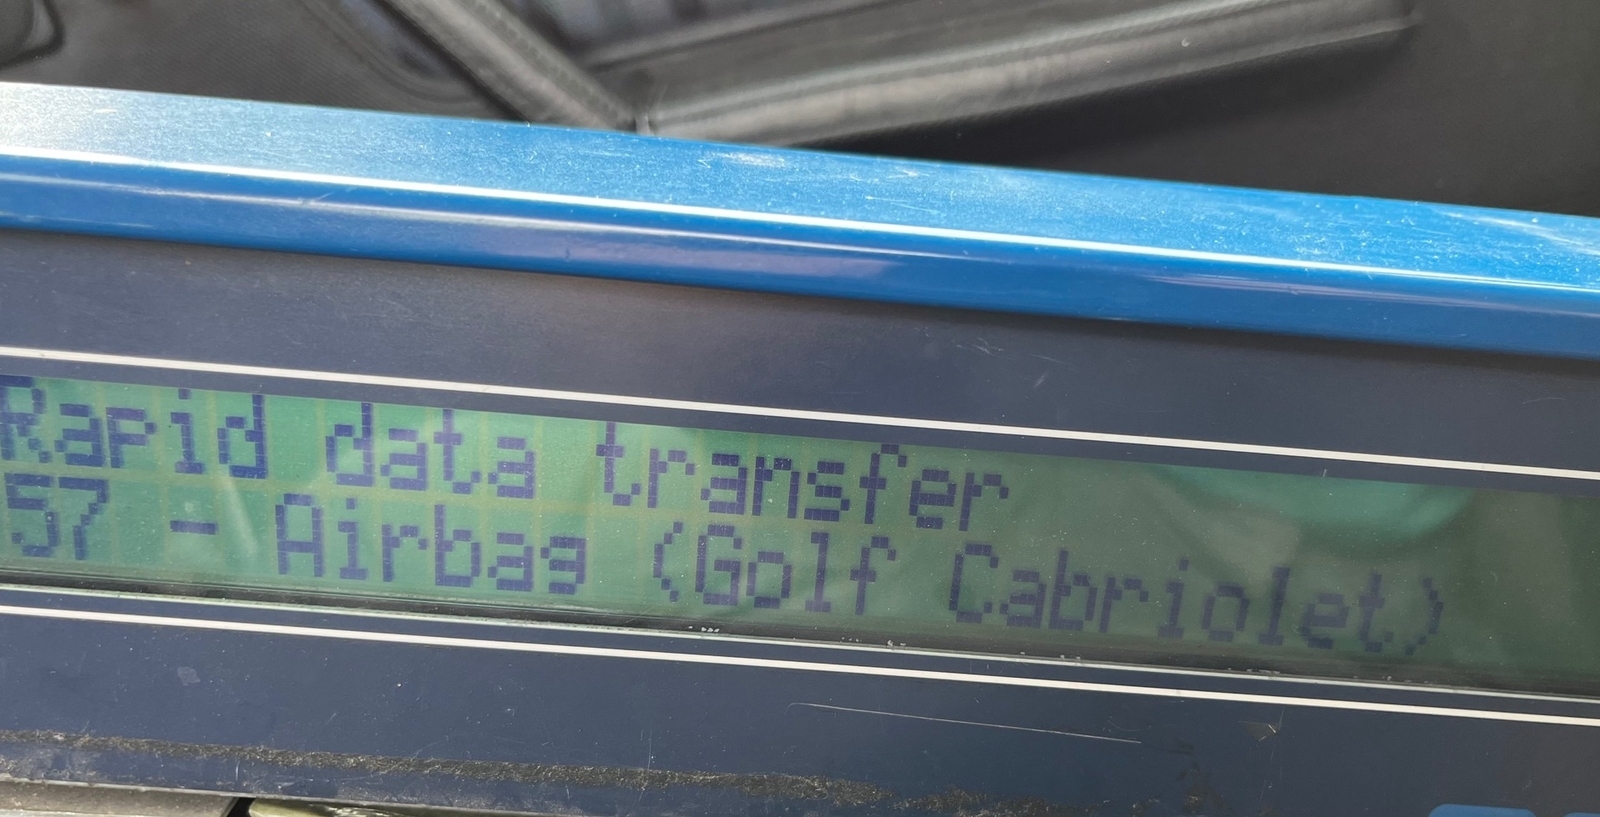 Rapid data transfer
57 - Airbag (Golf Cabriolet)